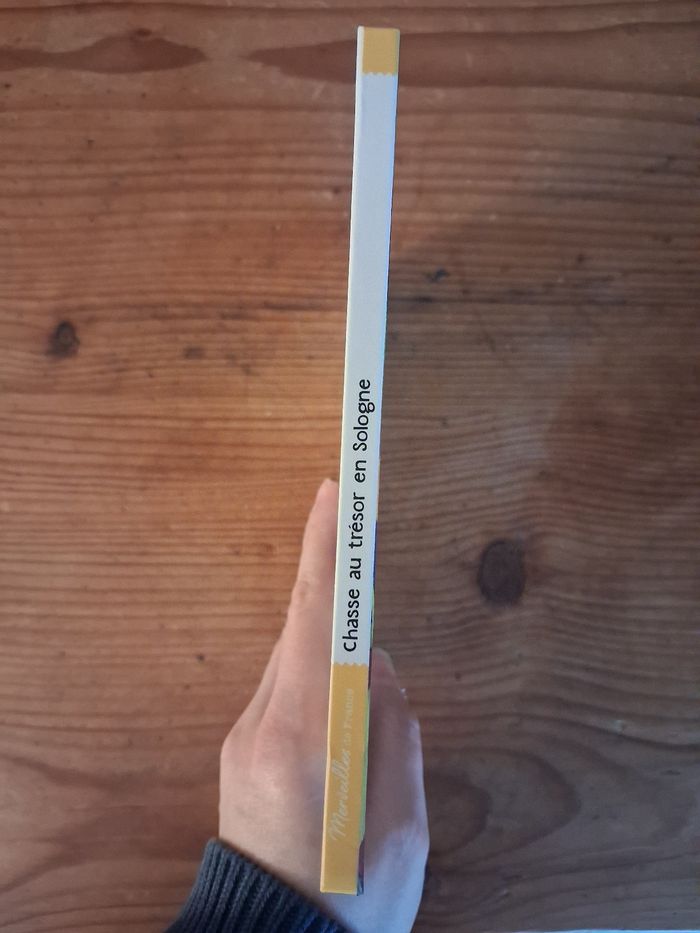 Chasse au trésor en Sologne
Merveilles de France